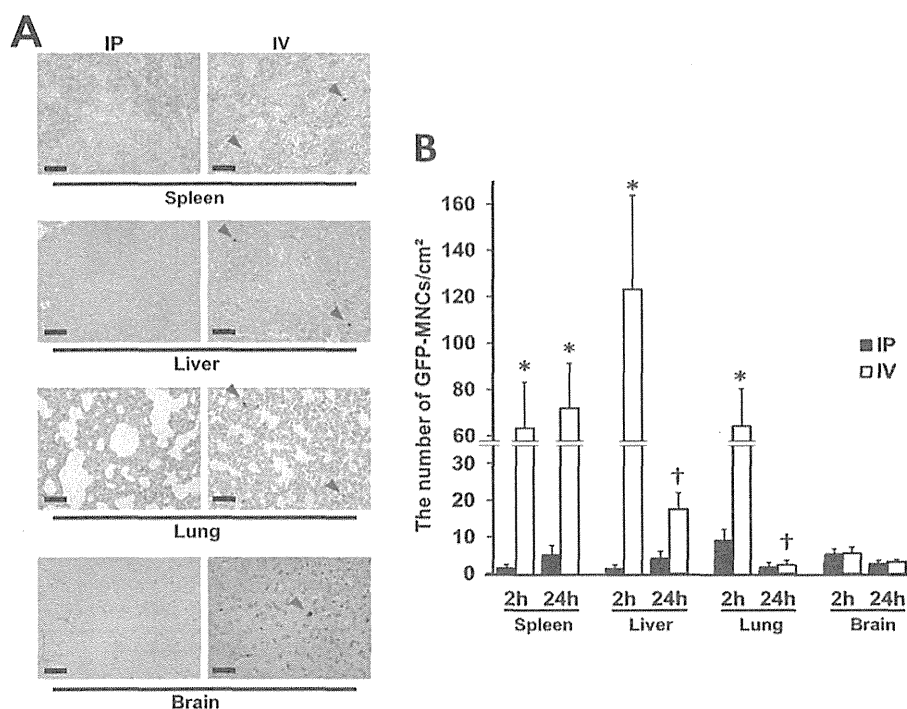 A
IP
IV
Spleen
Liver
Lung
Brain
B
The number of GFP-MNCs/cm²
160
140
120
100
80
60
30
20
10
0
*
*
*
†
*
†
IP
IV
2h 24h 2h 24h 2h 24h 2h 24h
Spleen Liver Lung Brain